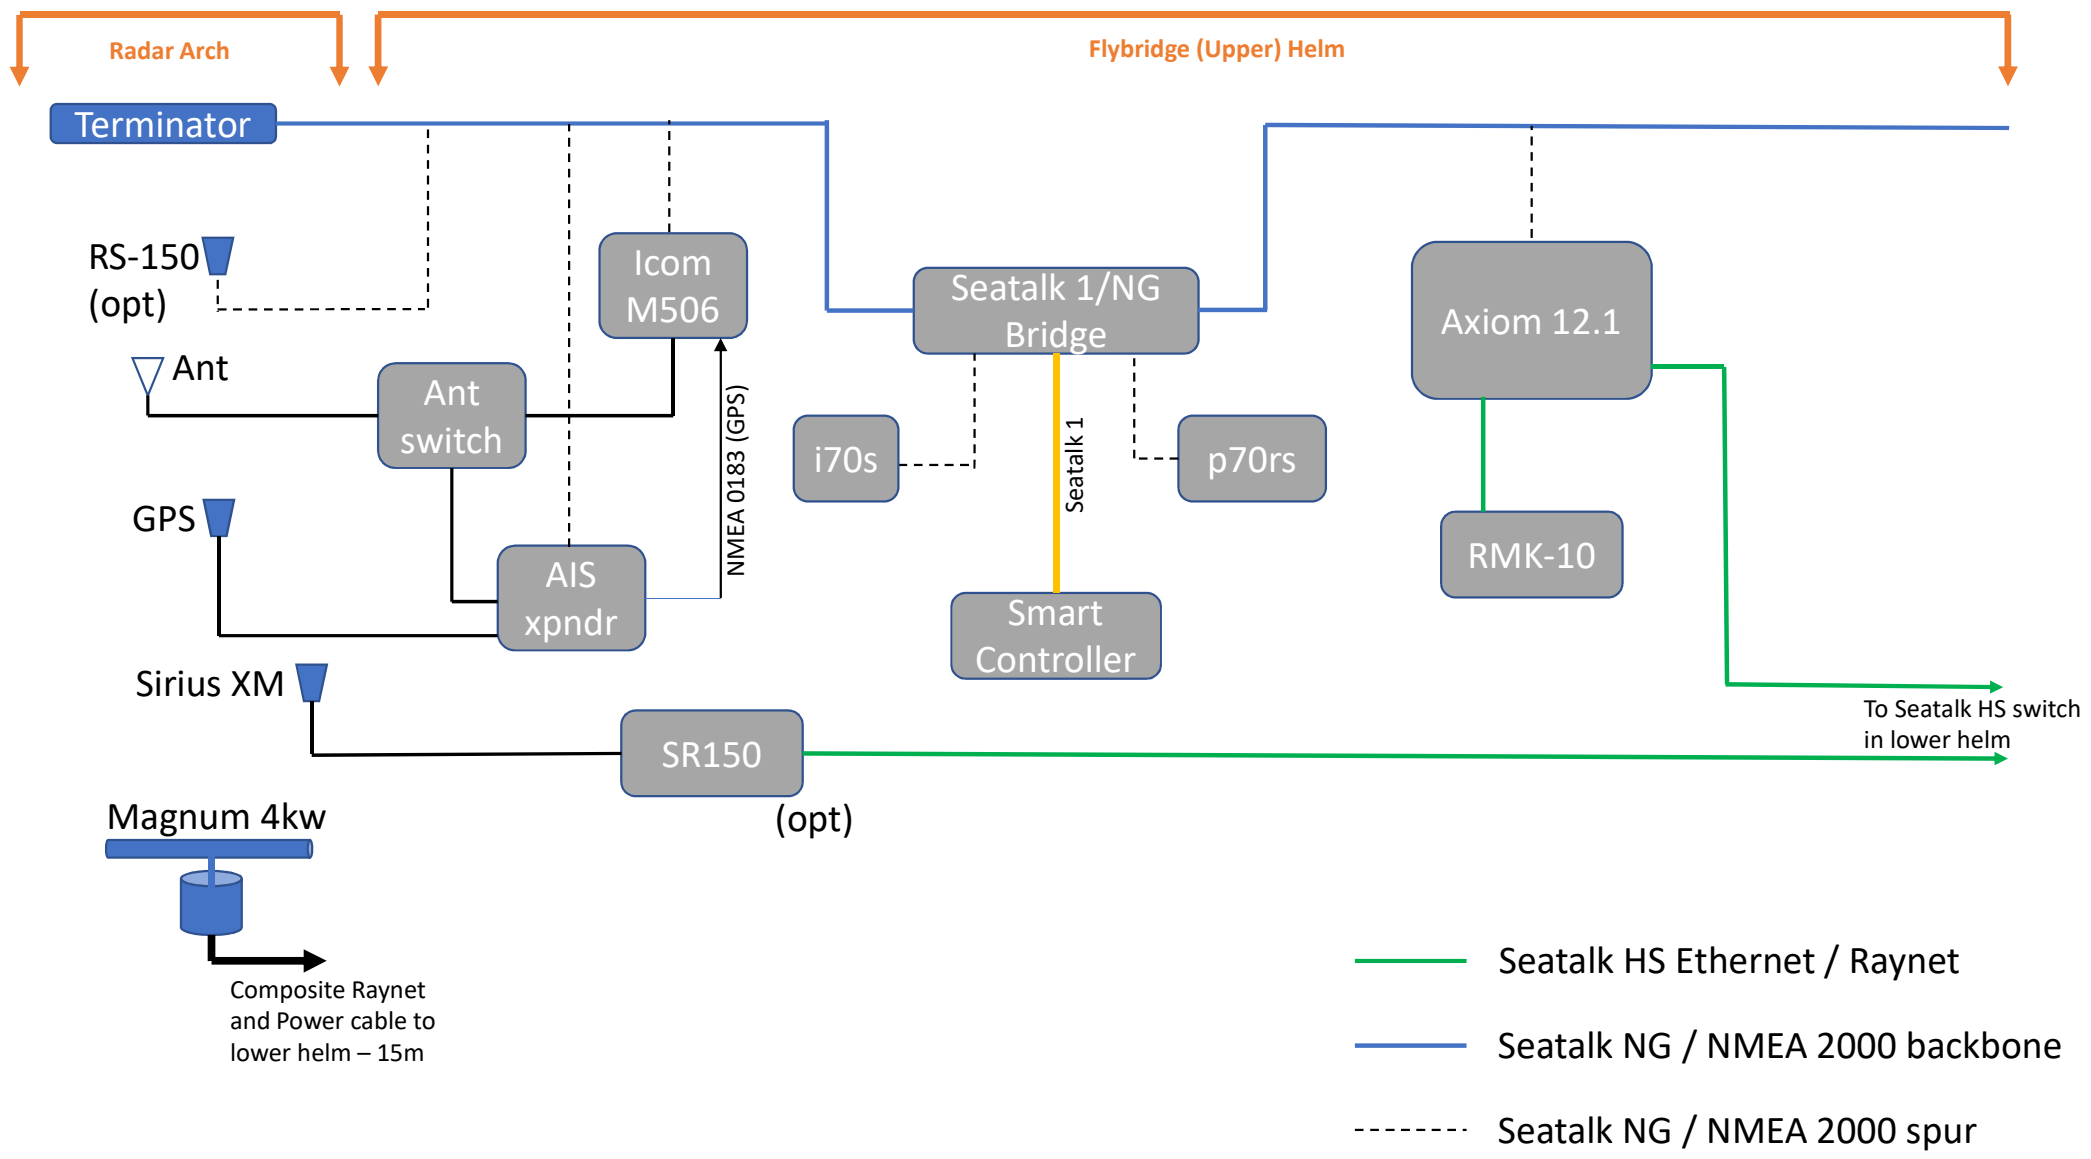 Radar Arch
Flybridge (Upper) Helm
Terminator
RS-150
(opt)
Icom
M506
Seatalk 1/NG
Bridge
Axiom 12.1
Ant
Ant
switch
NMEA 0183 (GPS)
i70s
Seatalk 1
p70rs
GPS
AIS
xpndr
RMK-10
Smart
Controller
Sirius XM
SR150
(opt)
To Seatalk HS switch
in lower helm
Magnum 4kw
Composite Raynet
and Power cable to
lower helm – 15m
Seatalk HS Ethernet / Raynet
Seatalk NG / NMEA 2000 backbone
Seatalk NG / NMEA 2000 spur